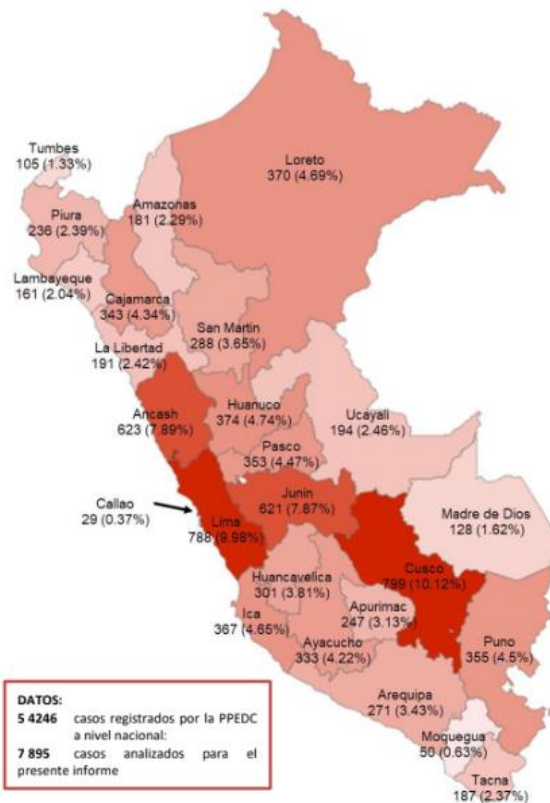 Tumbes
105 (1.33%)
Loreto
370 (4.69%)
Amazonas
181 (2.29%)
Piura
236 (2.39%)
Lambayeque
161 (2.04%)
Cajamarca
343 (4.34%)
San Martin
288 (3.65%)
La Libertad
191 (2.42%)
Ancash
623 (7.89%)
Huanuco
374 (4.74%)
Ucayali
194 (2.46%)
Pasco
353 (4.47%)
Callao
29 (0.37%)
Lima
788 (9.98%)
Junin
621 (7.87%)
Madre de Dios
128 (1.62%)
Cusco
799 (10.12%)
Huancavelica
301 (3.81%)
Apurimac
247 (3.13%)
Ica
367 (4.65%)
Ayacucho
333 (4.22%)
Puno
355 (4.5%)
Arequipa
271 (3.43%)
Moquegua
50 (0.63%)
Tacna
187 (2.37%)
DATOS:
5 4246 casos registrados por la PPEDC
a nivel nacional:
7 895 casos analizados para el
presente informe